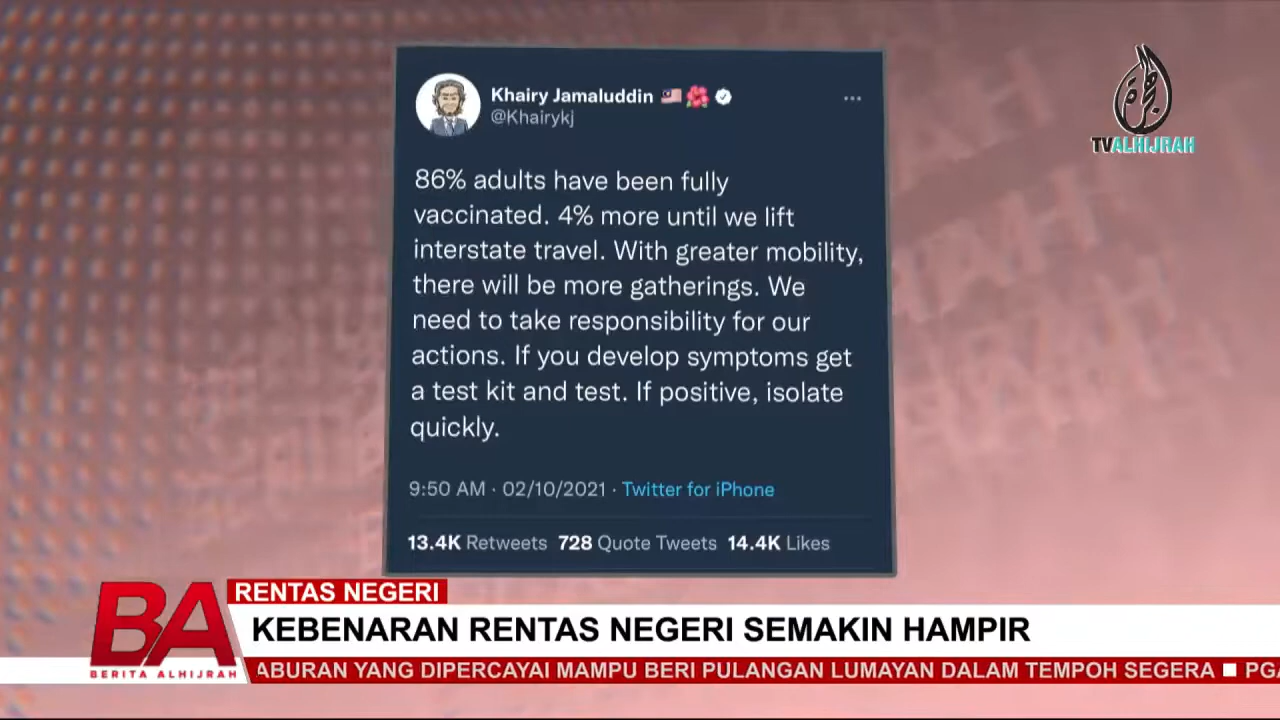 Khairy Jamaluddin
@Khairykj
TVALHIJRAH
86% adults have been fully
vaccinated. 4% more until we lift
interstate travel. With greater mobility,
there will be more gatherings. We
need to take responsibility for our
actions. If you develop symptoms get
a test kit and test. If positive, isolate
quickly.
9:50 AM · 02/10/2021 · Twitter for iPhone
13.4K Retweets 728 Quote Tweets 14.4K Likes
RENTAS NEGERI
KEBENARAN RENTAS NEGERI SEMAKIN HAMPIR
BA
BERITA ALHIJRAH
ABURAN YANG DIPERCAYAI MAMPU BERI PULANGAN LUMAYAN DALAM TEMPOH SEGERA ■ PGA